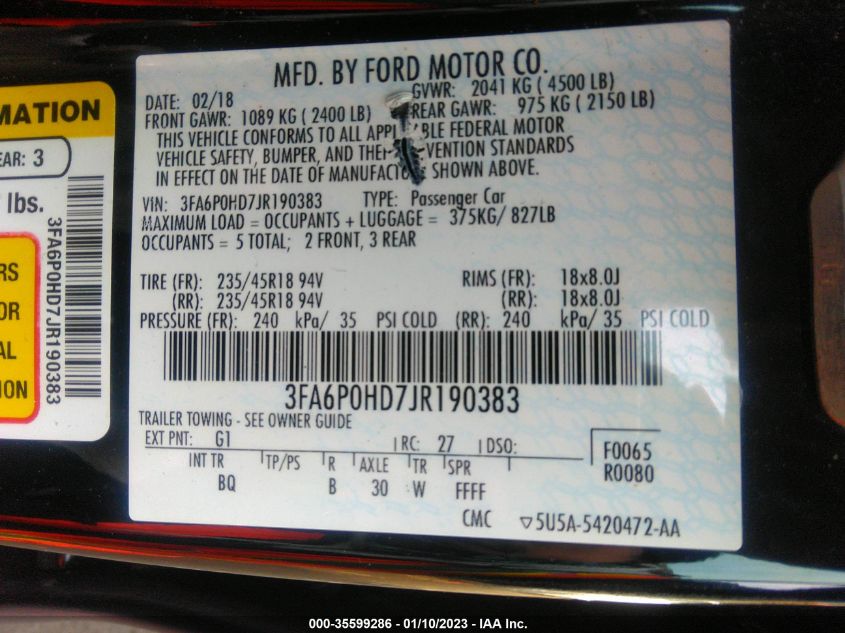 MATION
EAR: 3
lbs.
RS
OR
AL
ION
3FA6P0HD7JR190383
MFD. BY FORD MOTOR CO.
DATE: 02/18 GVWR: 2041 KG ( 4500 LB)
FRONT GAWR: 1089 KG ( 2400 LB) REAR GAWR: 975 KG ( 2150 LB)
THIS VEHICLE CONFORMS TO ALL APPL BLE FEDERAL MOTOR
VEHICLE SAFETY, BUMPER, AND THEF VENTION STANDARDS
IN EFFECT ON THE DATE OF MANUFACTU SHOWN ABOVE.
VIN: 3FA6P0HD7JR190383 TYPE: Passenger Car
MAXIMUM LOAD = OCCUPANTS + LUGGAGE = 375KG/ 827LB
OCCUPANTS = 5 TOTAL; 2 FRONT, 3 REAR
TIRE (FR): 235/45R18 94V RIMS (FR): 18x8.0J
(RR): 235/45R18 94V (RR): 18x8.0J
PRESSURE (FR): 240 kPa/ 35 PSI COLD (RR): 240 kPa/ 35 PSI COLD
3FA6P0HD7JR190383
TRAILER TOWING - SEE OWNER GUIDE
EXT PNT: G1 RC: 27 DSO: F0065
INT TR TP/PS R AXLE TR SPR R0080
BQ B 30 W FFFF
CMC ▽5U5A-5420472-AA
000-35599286 - 01/10/2023 - IAA Inc.